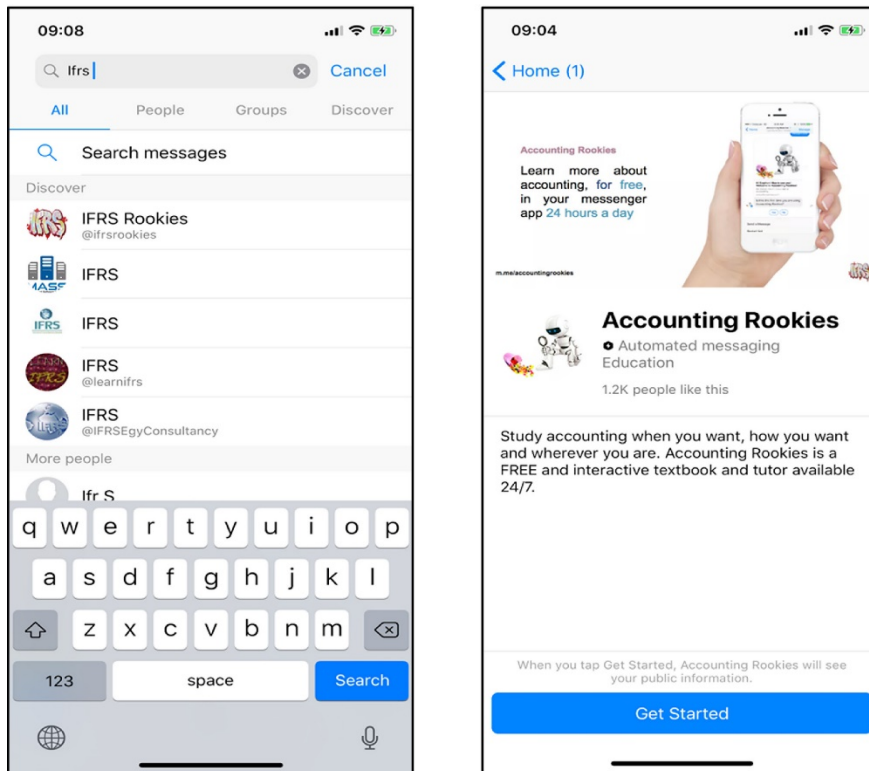 09:08
Ifrs
Cancel
All People Groups Discover
Search messages
Discover
IFRS Rookies
@ifrsrookies
IFRS
IFRS
IFRS
@learnifrs
IFRS
@IFRSEgyConsultancy
More people
Ifr S
q w e r t y u i o p
a s d f g h j k l
z x c v b n m
123 space Search
09:04
Home (1)
Accounting Rookies
Learn more about
accounting, for free,
in your messenger
app 24 hours a day
m.me/accountingrookies
Accounting Rookies
Automated messaging
Education
1.2K people like this
Study accounting when you want, how you want
and wherever you are. Accounting Rookies is a
FREE and interactive textbook and tutor available
24/7.
When you tap Get Started, Accounting Rookies will see
your public information.
Get Started